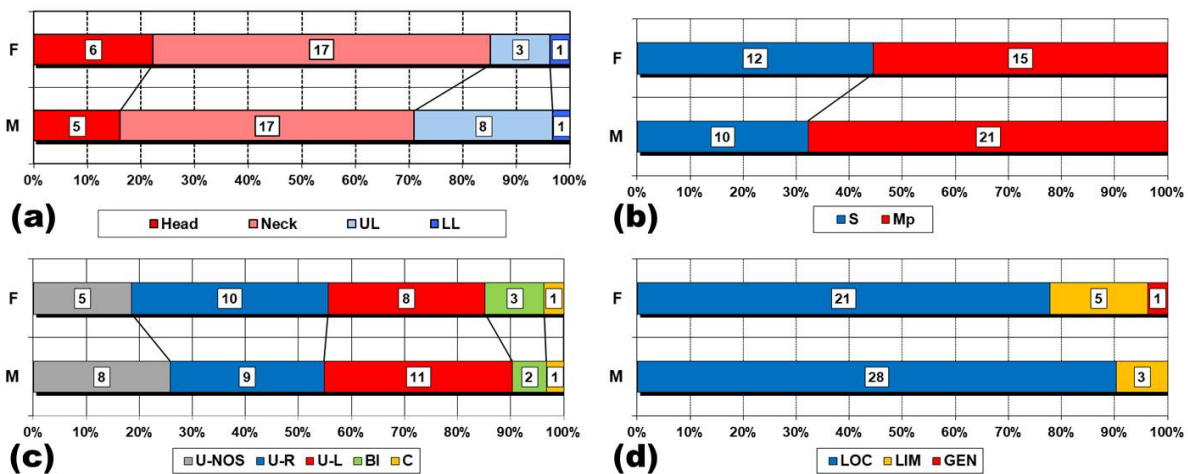 F 6 17 3 1
M 5 17 8 1
0% 10% 20% 30% 40% 50% 60% 70% 80% 90% 100%
(a) Head Neck UL LL
F 12 15
M 10 21
0% 10% 20% 30% 40% 50% 60% 70% 80% 90% 100%
(b) S Mp
F 5 10 8 3 1
M 8 9 11 2 1
0% 10% 20% 30% 40% 50% 60% 70% 80% 90% 100%
(c) U-NOS U-R U-L BI C
F 21 5 1
M 28 3
0% 10% 20% 30% 40% 50% 60% 70% 80% 90% 100%
(d) LOC LIM GEN